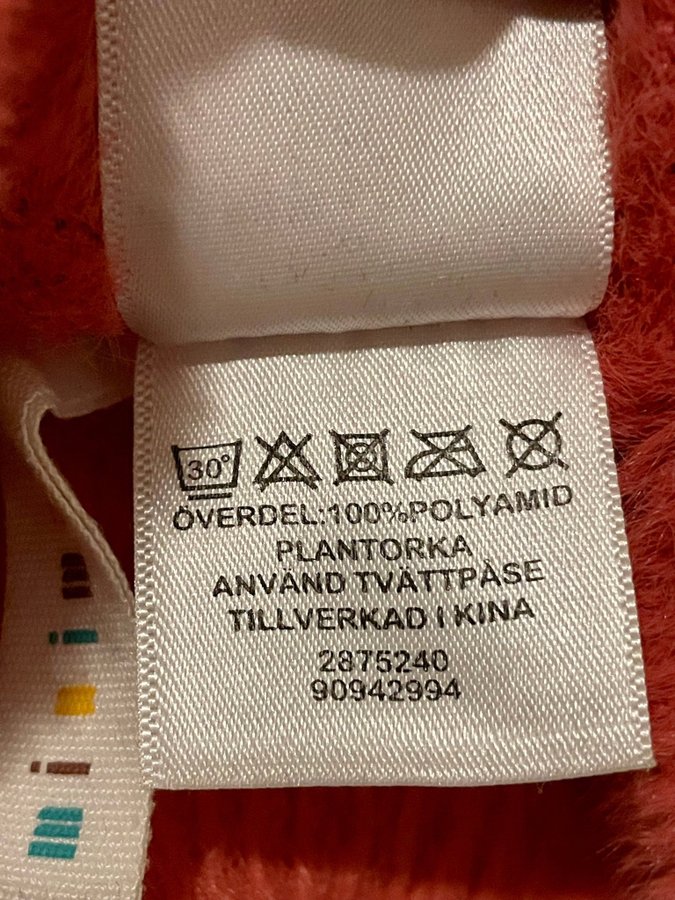 30°
ÖVERDEL:100%POLYAMID
PLANTORKA
ANVÄND TVÄTTPÅSE
TILLVERKAD I KINA
2875240
90942994